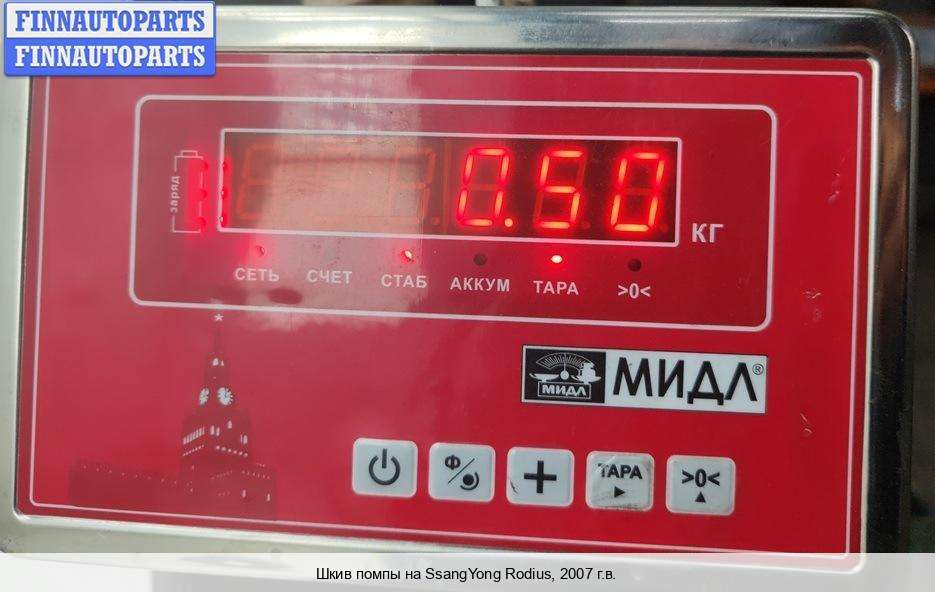 FINNAUTOPARTS
FINNAUTOPARTS
заряд
0.50
КГ
СЕТЬ СЧЕТ СТАБ АККУМ ТАРА >0<
МИДЛ МИДЛ®
Ф/ + ТАРА >0<
Шкив помпы на SsangYong Rodius, 2007 г.в.